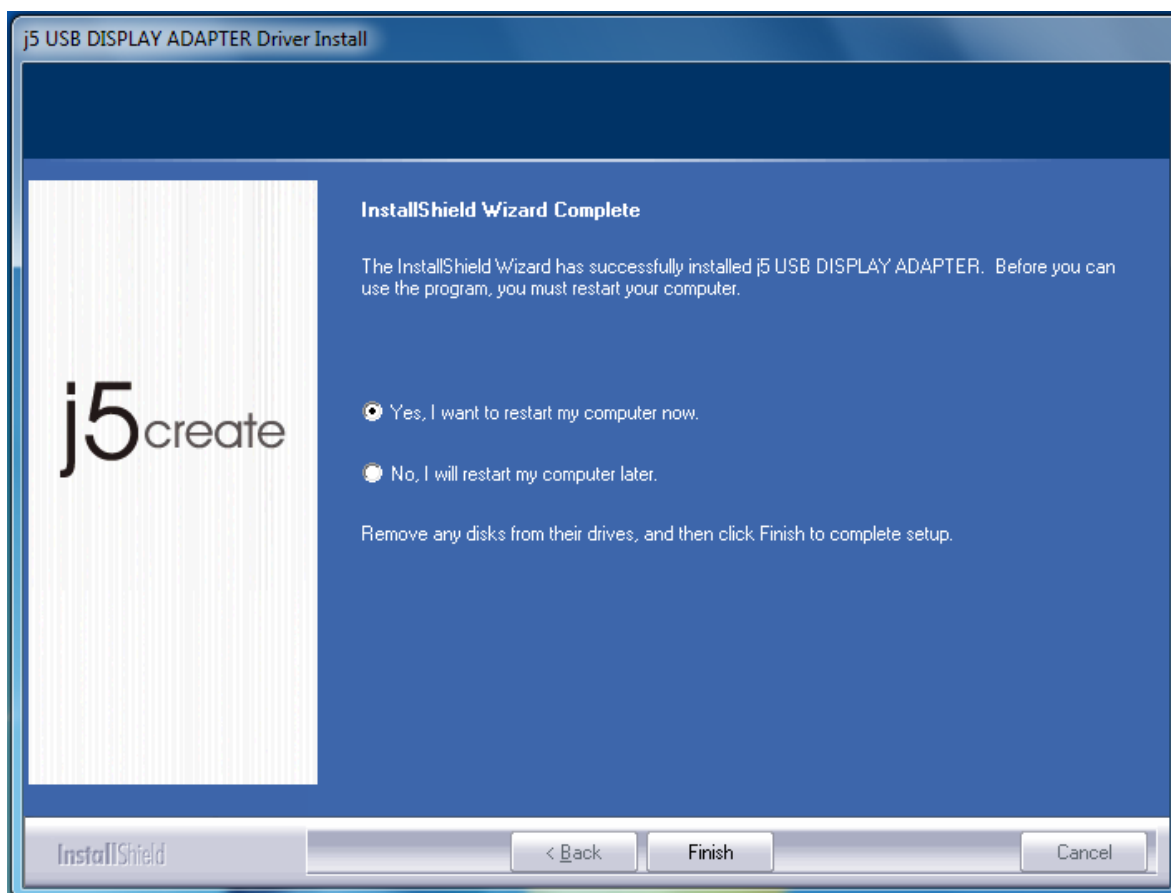 j5 USB DISPLAY ADAPTER Driver Install
InstallShield Wizard Complete
The InstallShield Wizard has successfully installed j5 USB DISPLAY ADAPTER.  Before you can
use the program, you must restart your computer.
j5create
Yes, I want to restart my computer now.
No, I will restart my computer later.
Remove any disks from their drives, and then click Finish to complete setup.
InstallShield
< Back
Finish
Cancel